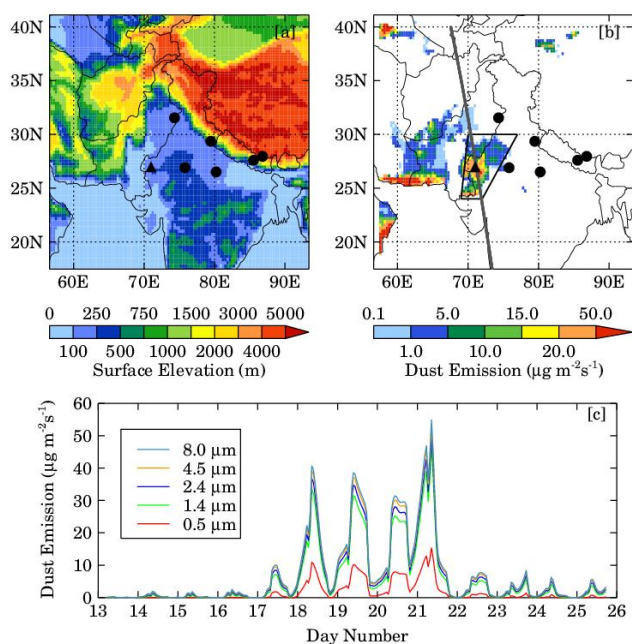 [a] [b]
40N 40N
35N 35N
30N 30N
25N 25N
20N 20N
60E 70E 80E 90E 60E 70E 80E 90E
0 250 750 1500 3000 5000 0.1 5.0 15.0 50.0
100 500 1000 2000 4000 1.0 10.0 20.0
Surface Elevation (m) Dust Emission (µg m⁻²s⁻¹)
[c]
60
50
40
30
20
10
0
Dust Emission (µg m⁻²s⁻¹)
8.0 µm
4.5 µm
2.4 µm
1.4 µm
0.5 µm
13 14 15 16 17 18 19 20 21 22 23 24 25 26
Day Number